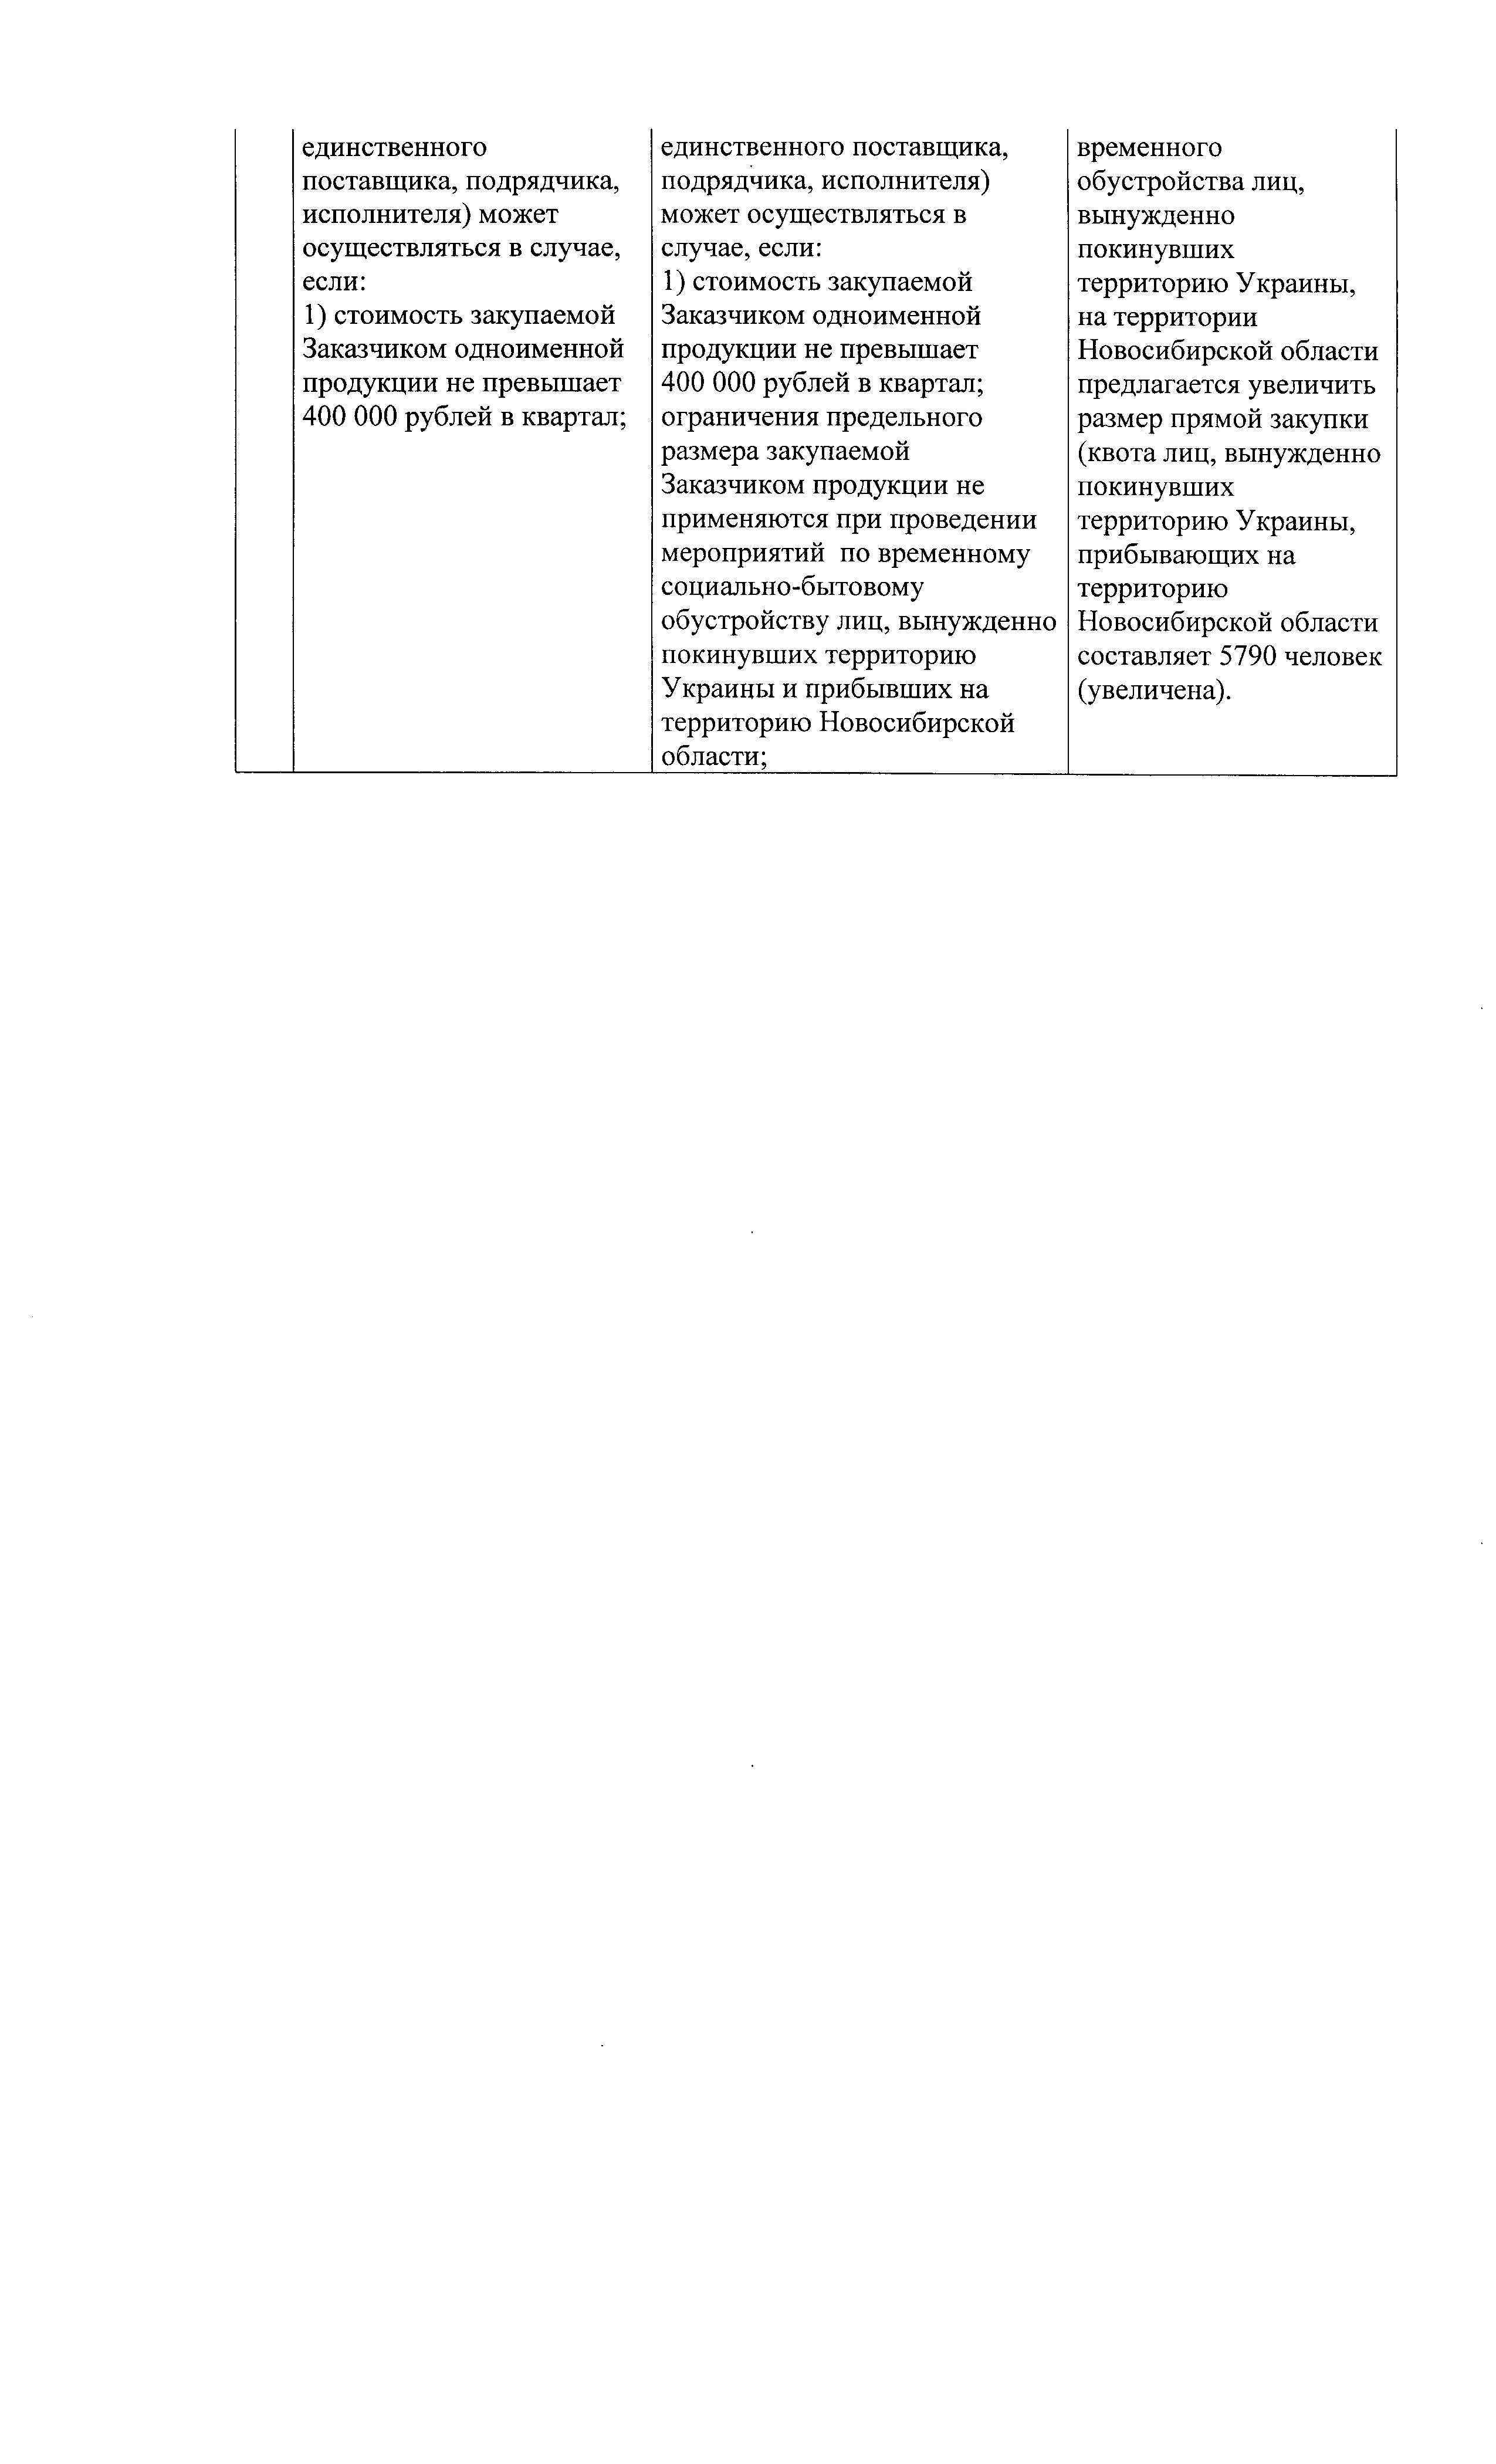 единственного
поставщика, подрядчика,
исполнителя) может
осуществляться в случае,
если:
1) стоимость закупаемой
Заказчиком одноименной
продукции не превышает
400 000 рублей в квартал;
единственного поставщика,
подрядчика, исполнителя)
может осуществляться в
случае, если:
1) стоимость закупаемой
Заказчиком одноименной
продукции не превышает
400 000 рублей в квартал;
ограничения предельного
размера закупаемой
Заказчиком продукции не
применяются при проведении
мероприятий по временному
социально-бытовому
обустройству лиц, вынужденно
покинувших территорию
Украины и прибывших на
территорию Новосибирской
области;
временного
обустройства лиц,
вынужденно
покинувших
территорию Украины,
на территории
Новосибирской области
предлагается увеличить
размер прямой закупки
(квота лиц, вынужденно
покинувших
территорию Украины,
прибывающих на
территорию
Новосибирской области
составляет 5790 человек
(увеличена).